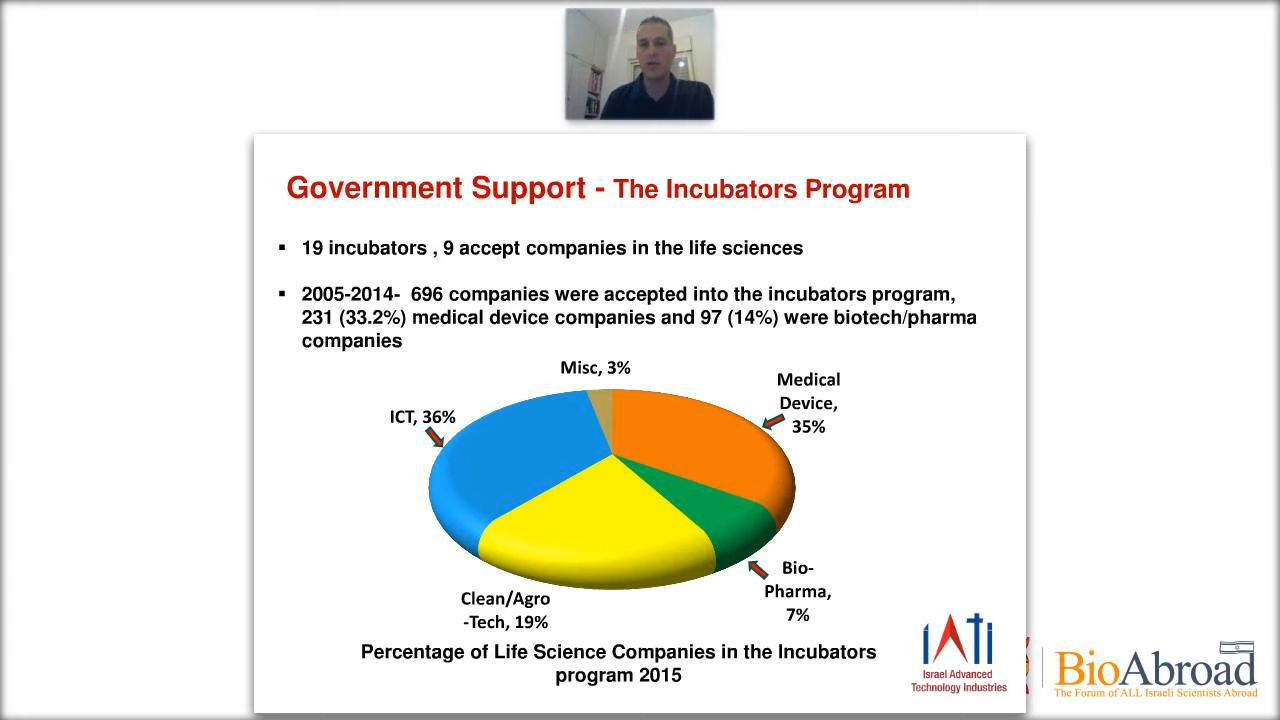 Government Support - The Incubators Program
▪ 19 incubators , 9 accept companies in the life sciences
▪ 2005-2014- 696 companies were accepted into the incubators program,
231 (33.2%) medical device companies and 97 (14%) were biotech/pharma
companies
Misc, 3%
Medical
Device,
35%
ICT, 36%
Bio-
Pharma,
7%
Clean/Agro
-Tech, 19%
Percentage of Life Science Companies in the Incubators
program 2015
iATi
Israel Advanced
Technology Industries
BioAbroad
The Forum of ALL Israeli Scientists Abroad